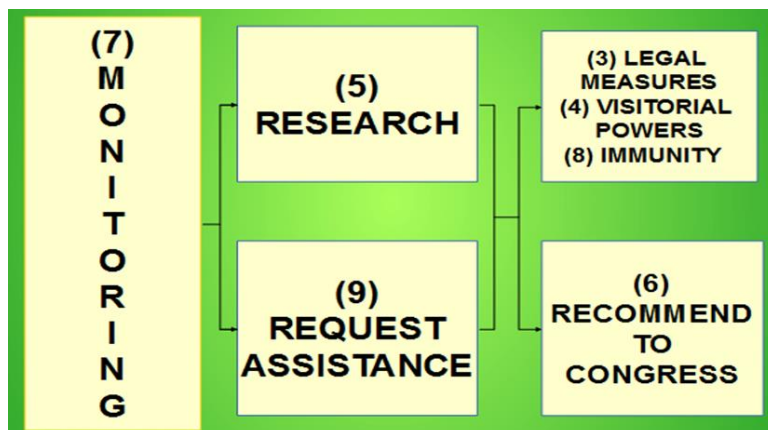 (7)
M
O
N
I
T
O
R
I
N
G
(5)
RESEARCH
(9)
REQUEST
ASSISTANCE
(3) LEGAL
MEASURES
(4) VISITORIAL
POWERS
(8) IMMUNITY
(6)
RECOMMEND
TO
CONGRESS